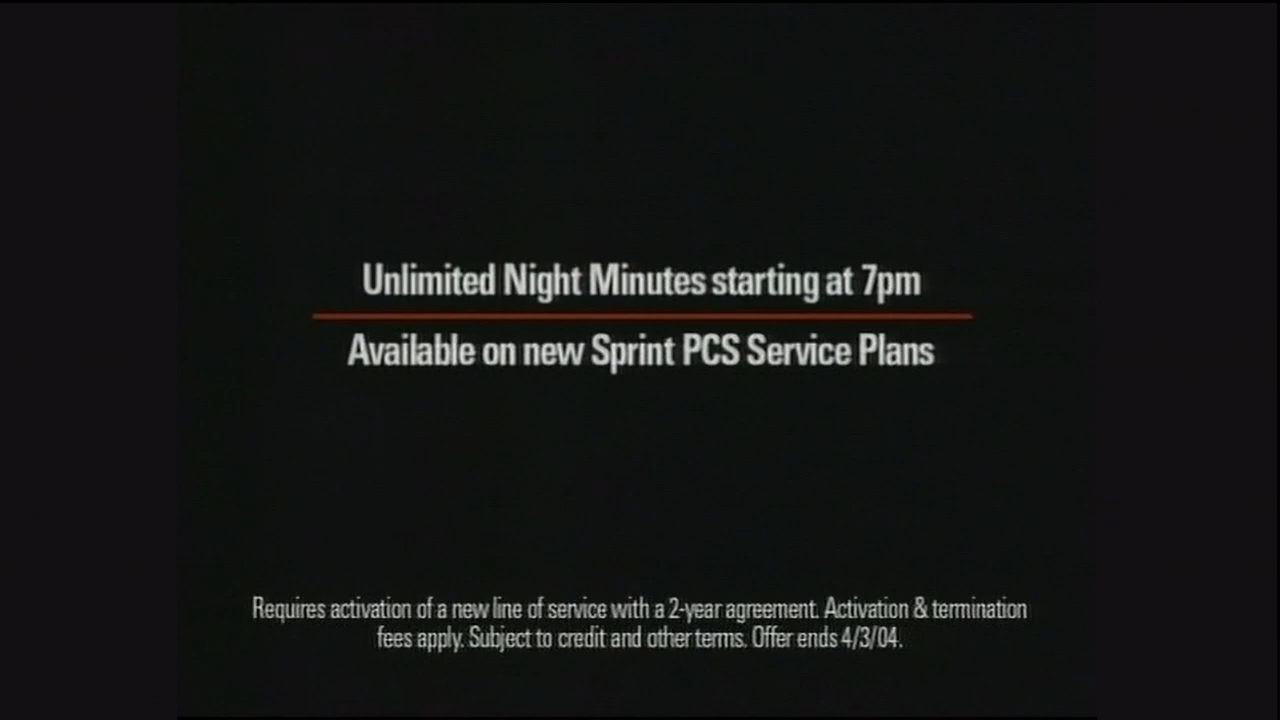 Unlimited Night Minutes starting at 7pm
Available on new Sprint PCS Service Plans
Requires activation of a new line of service with a 2-year agreement. Activation & termination
fees apply. Subject to credit and other terms. Offer ends 4/3/04.